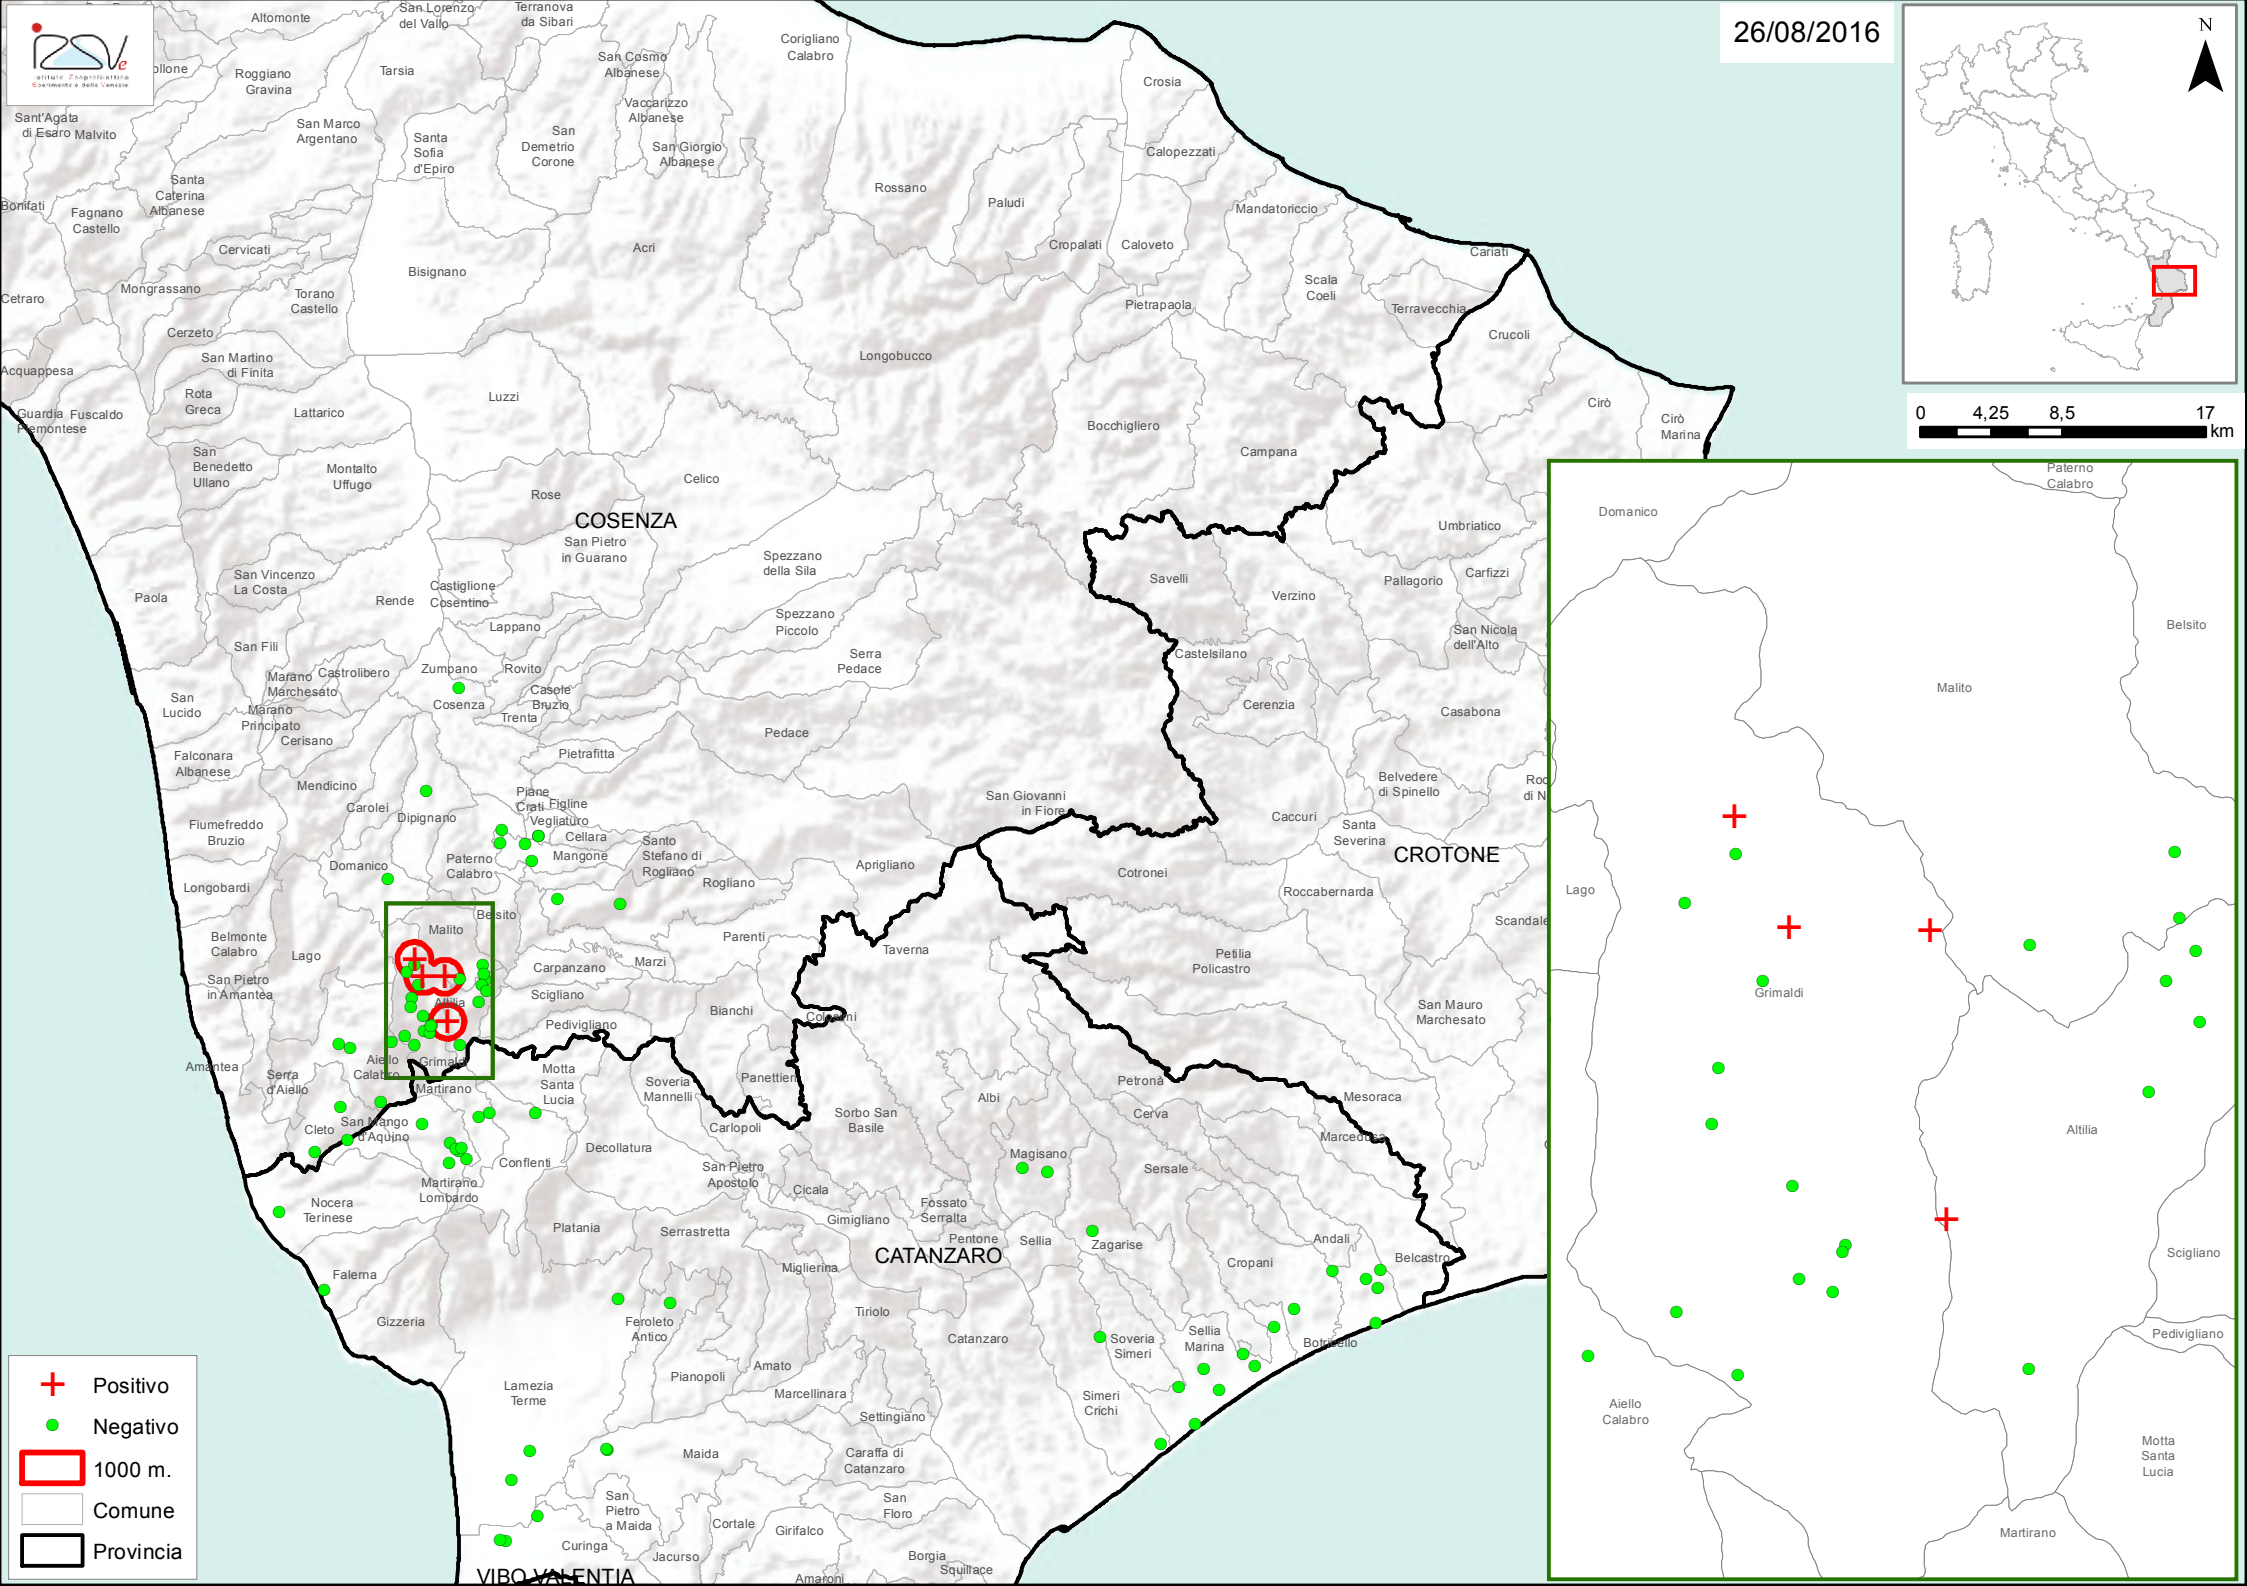 26/08/2016
N
0 4,25 8,5 17
km
Altomonte
San Lorenzo
del Vallo
Terranova
da Sibari
Corigliano
Calabro
Crosia
Roggiano
Gravina
Tarsia
San Cosmo
Albanese
Vaccarizzo
Albanese
Sant'Agata
di Esaro
Malvito
San Marco
Argentano
Santa
Sofia
d'Epiro
San
Demetrio
Corone
San Giorgio
Albanese
Calopezzati
Santa
Caterina
Albanese
Rossano
Paludi
Mandatoriccio
Bonifati
Fagnano
Castello
Cervicati
Acri
Cropalati
Caloveto
Cariati
Bisignano
Cetraro
Mongrassano
Torano
Castello
Scala
Coeli
Pietrapaola
Terravecchia
Cerzeto
Crucoli
San Martino
di Finita
Longobucco
Acquappesa
Rota
Greca
Luzzi
Guardia
Piemontese
Fuscaldo
Lattarico
Cirò
Cirò
Marina
Bocchigliero
Campana
San
Benedetto
Ullano
Montalto
Uffugo
Rose
Celico
COSENZA
San Pietro
in Guarano
Umbriatico
Spezzano
della Sila
San Vincenzo
La Costa
Castiglione
Cosentino
Savelli
Pallagorio
Carfizzi
Paola
Rende
Verzino
Lappano
Spezzano
Piccolo
San Nicola
dell'Alto
San Fili
Castelsilano
Serra
Pedace
Marano
Marchesato
Castrolibero
Zumpano
Rovito
San
Lucido
Marano
Principato
Cosenza
Casole
Bruzio
Trenta
Cerenzia
Casabona
Cerisano
Pedace
Falconara
Albanese
Pietrafitta
Mendicino
Belvedere
di Spinello
Carolei
Dipignano
Piane
Crati
Figline
Vegliaturo
San Giovanni
in Fiore
Caccuri
Santa
Severina
Fiumefreddo
Bruzio
Cellara
Santo
Stefano di
Rogliano
CROTONE
Domanico
Paterno
Calabro
Mangone
Aprigliano
Cotronei
Longobardi
Rogliano
Roccabernarda
Belsito
Scandale
Malito
Belmonte
Calabro
Lago
Parenti
Taverna
Petilia
Policastro
Carpanzano
Marzi
San Pietro
in Amantea
Scigliano
Altilia
Bianchi
Colosimi
San Mauro
Marchesato
Pedivigliano
Amantea
Aiello
Calabro
Grimaldi
Serra
d'Aiello
Martirano
Motta
Santa
Lucia
Soveria
Mannelli
Panettieri
Petronà
Albi
Mesoraca
Cerva
Cleto
San Mango
d'Aquino
Sorbo San
Basile
Carlopoli
Decollatura
Marcedusa
Conflenti
San Pietro
Apostolo
Magisano
Sersale
Martirano
Lombardo
Cicala
Nocera
Terinese
Fossato
Serralta
Platania
Serrastretta
Gimigliano
Pentone
Sellia
Zagarise
Andali
CATANZARO
Belcastro
Cropani
Falerna
Miglierina
Gizzeria
Feroleto
Antico
Tiriolo
Catanzaro
Soveria
Simeri
Sellia
Marina
Botricello
Amato
Pianopoli
Lamezia
Terme
Marcellinara
Simeri
Crichi
Settingiano
Maida
Caraffa di
Catanzaro
San
Pietro
a Maida
San
Floro
Cortale
Girifalco
Curinga
Jacurso
Borgia
Squillace
VIBO VALENTIA
Amaroni
Paterno
Calabro
Domanico
Belsito
Malito
Lago
Grimaldi
Altilia
Scigliano
Pedivigliano
Aiello
Calabro
Motta
Santa
Lucia
Martirano
Positivo
Negativo
1000 m.
Comune
Provincia